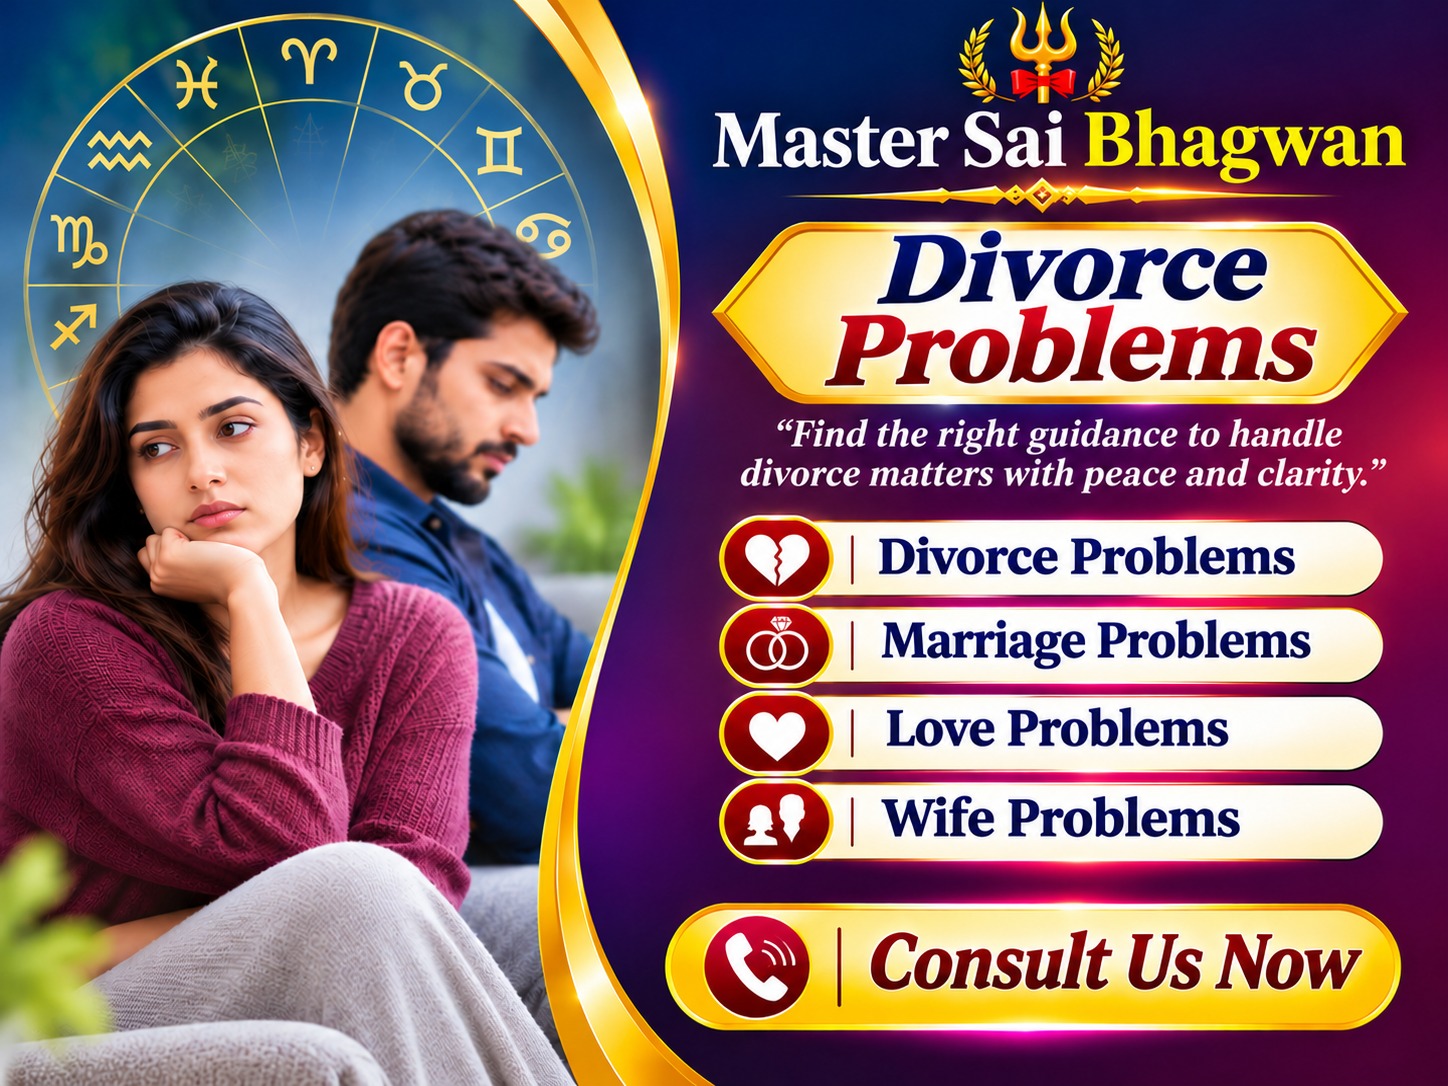 Master Sai Bhagwan
Divorce
Problems
“Find the right guidance to handle
divorce matters with peace and clarity.”
Divorce Problems
Marriage Problems
Love Problems
Wife Problems
Consult Us Now